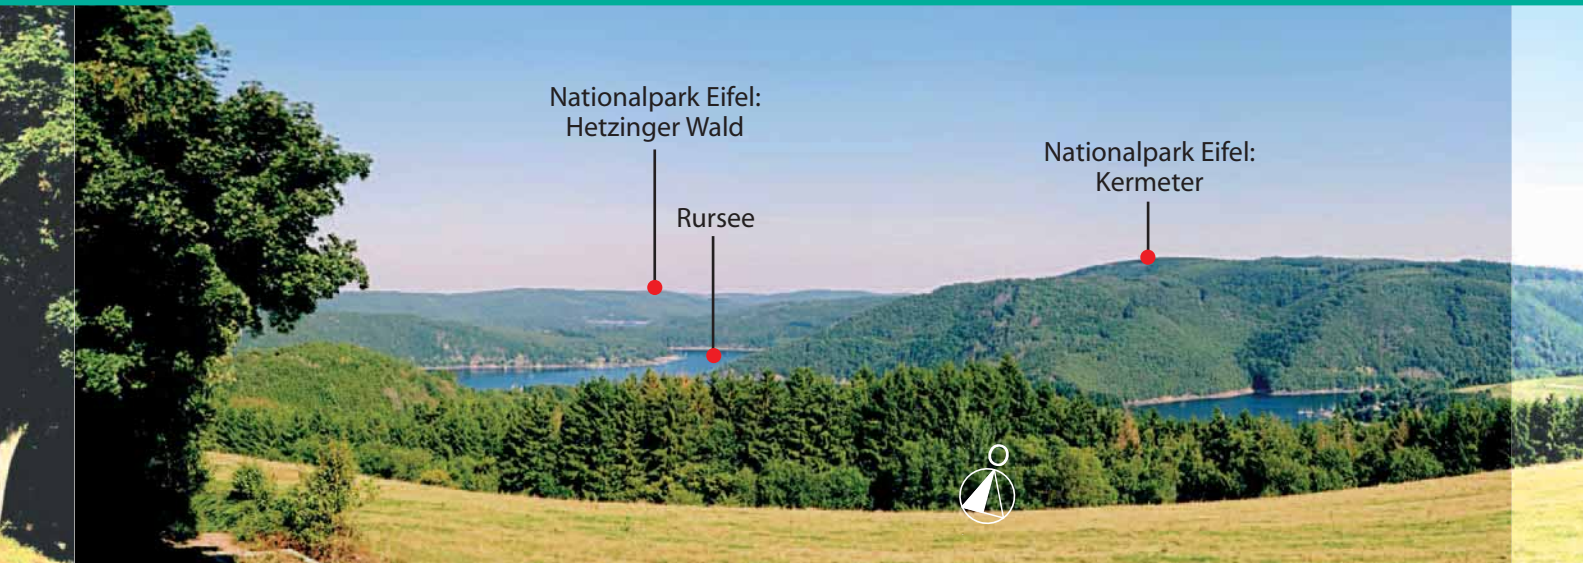 Nationalpark Eifel:
Hetzinger Wald
Nationalpark Eifel:
Kermeter
Rursee
O